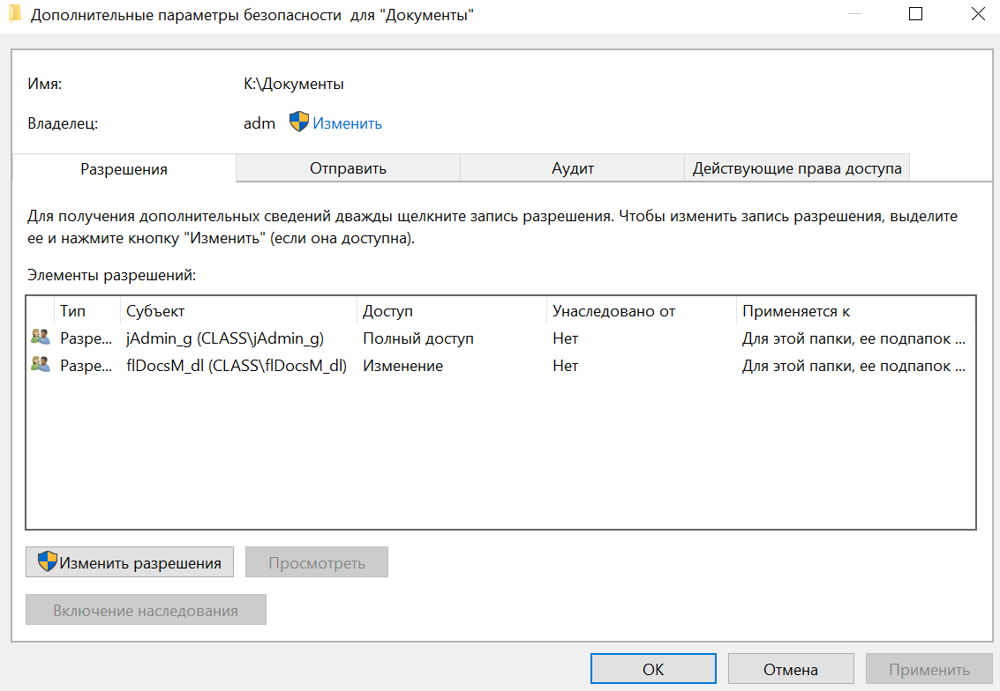 Дополнительные параметры безопасности для "Документы"
Имя: K:\Документы
Владелец: adm Изменить
Разрешения Отправить Аудит Действующие права доступа
Для получения дополнительных сведений дважды щелкните запись разрешения. Чтобы изменить запись разрешения, выделите
ее и нажмите кнопку "Изменить" (если она доступна).
Элементы разрешений:
Тип Субъект Доступ Унаследовано от Применяется к
Разре... jAdmin_g (CLASS\jAdmin_g) Полный доступ Нет Для этой папки, ее подпапок ...
Разре... flDocsM_dl (CLASS\flDocsM_dl) Изменение Нет Для этой папки, ее подпапок ...
Изменить разрешения Просмотреть
Включение наследования
ОК Отмена Применить